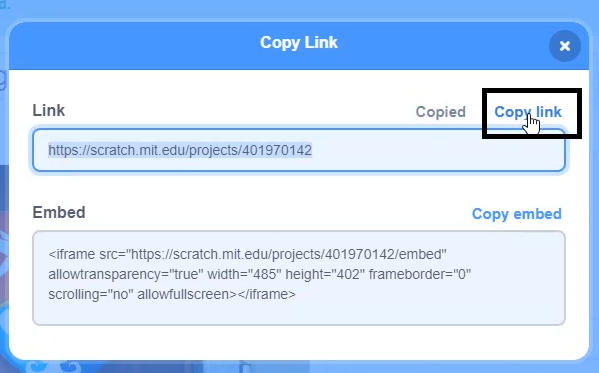 Copy Link
Link
Copied
Copy link
https://scratch.mit.edu/projects/401970142
Embed
Copy embed
<iframe src="https://scratch.mit.edu/projects/401970142/embed"
allowtransparency="true" width="485" height="402" frameborder="0"
scrolling="no" allowfullscreen></iframe>